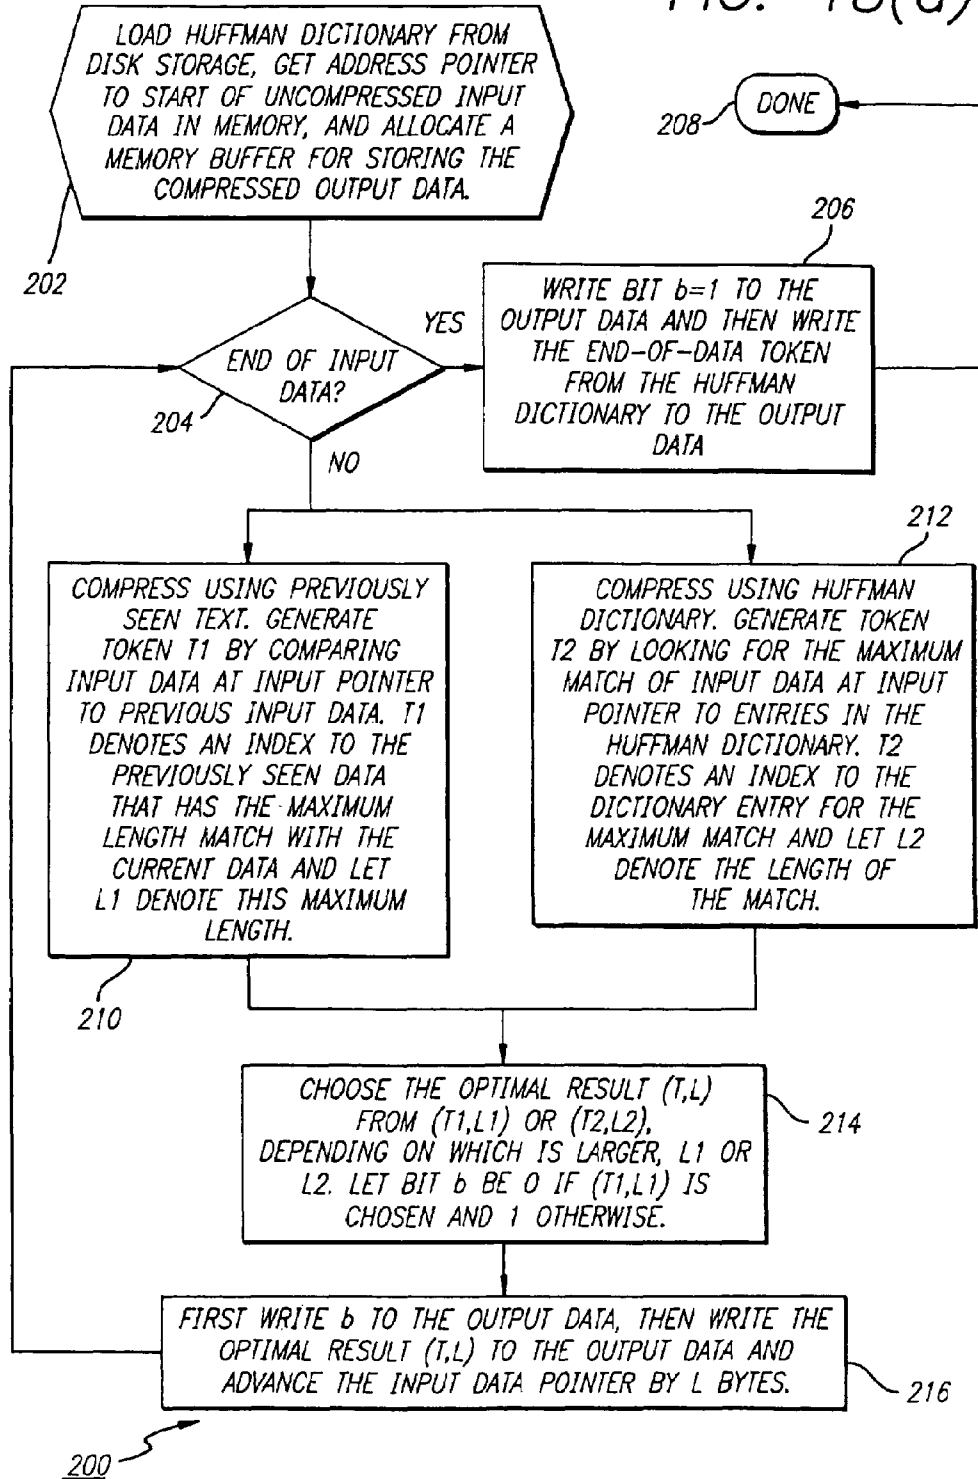 FIG. 18(a)
LOAD HUFFMAN DICTIONARY FROM
DISK STORAGE, GET ADDRESS POINTER
TO START OF UNCOMPRESSED INPUT
DATA IN MEMORY, AND ALLOCATE A
MEMORY BUFFER FOR STORING THE
COMPRESSED OUTPUT DATA.
202
208
DONE
206
WRITE BIT b=1 TO THE
OUTPUT DATA AND THEN WRITE
THE END-OF-DATA TOKEN
FROM THE HUFFMAN
DICTIONARY TO THE OUTPUT
DATA
YES
END OF INPUT
DATA?
204
NO
COMPRESS USING PREVIOUSLY
SEEN TEXT. GENERATE
TOKEN T1 BY COMPARING
INPUT DATA AT INPUT POINTER
TO PREVIOUS INPUT DATA. T1
DENOTES AN INDEX TO THE
PREVIOUSLY SEEN DATA
THAT HAS THE MAXIMUM
LENGTH MATCH WITH THE
CURRENT DATA AND LET
L1 DENOTE THIS MAXIMUM
LENGTH.
210
212
COMPRESS USING HUFFMAN
DICTIONARY. GENERATE TOKEN
T2 BY LOOKING FOR THE MAXIMUM
MATCH OF INPUT DATA AT INPUT
POINTER TO ENTRIES IN THE
HUFFMAN DICTIONARY. T2
DENOTES AN INDEX TO THE
DICTIONARY ENTRY FOR THE
MAXIMUM MATCH AND LET L2
DENOTE THE LENGTH OF
THE MATCH.
CHOOSE THE OPTIMAL RESULT (T,L)
FROM (T1,L1) OR (T2,L2),
DEPENDING ON WHICH IS LARGER, L1 OR
L2. LET BIT b BE 0 IF (T1,L1) IS
CHOSEN AND 1 OTHERWISE.
214
FIRST WRITE b TO THE OUTPUT DATA, THEN WRITE THE
OPTIMAL RESULT (T,L) TO THE OUTPUT DATA AND
ADVANCE THE INPUT DATA POINTER BY L BYTES.
216
200